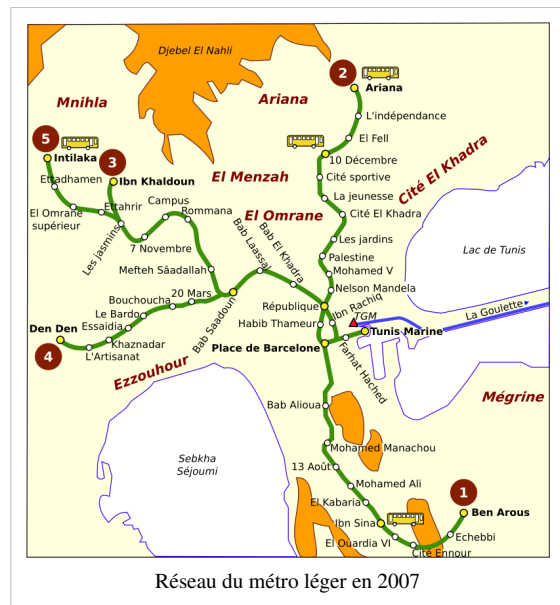 Djebel El Nahli
2
Ariana
Mnihla
Ariana
L'indépendance
5
3
El Fell
Intilaka
10 Décembre
Ibn Khaldoun
El Menzah
Cité sportive
Cité El Khadra
Ettadhamen
La jeunesse
Ettahrir
Campus
El Omrane
supérieur
Rommana
El Omrane
Cité El Khadra
Les jasmins
7 Novembre
Bab Laassal
Bab El Khadra
Les jardins
Lac de Tunis
Palestine
Mefteh Sâadallah
Mohamed V
Nelson Mandela
20 Mars
Bouchoucha
République
Ibn Rachiq
La Goulette
Le Bardo
TGM
Den Den
Essaidia
Bab Saadoun
Habib Thameur
Tunis Marine
Khaznadar
Place de Barcelone
4
L'Artisanat
Farhat Hached
Ezzouhour
Mégrine
Bab Alioua
Mohamed Manachou
Sebkha
Séjoumi
13 Août
Mohamed Ali
1
El Kabaria
Ben Arous
Ibn Sina
Echebbi
El Ouardia VI
Cité Ennour
Réseau du métro léger en 2007